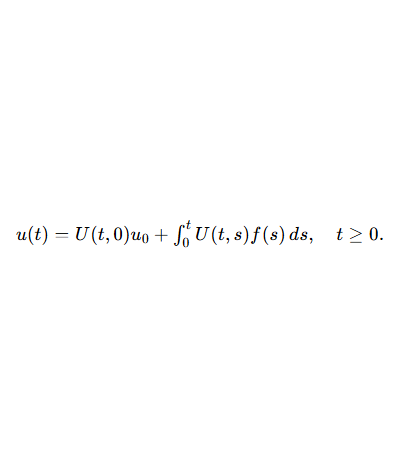 u(t) = U(t, 0)u₀ + ∫₀ᵗ U(t, s)f(s) ds,  t ≥ 0.